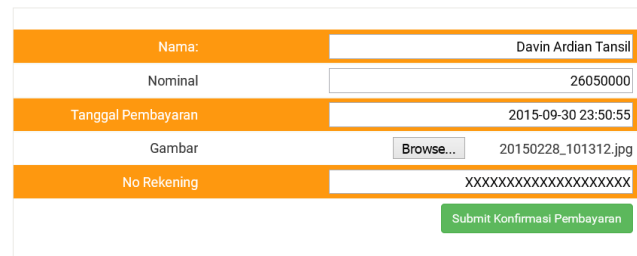 Nama: Davin Ardian Tansil
Nominal 26050000
Tanggal Pembayaran 2015-09-30 23:50:55
Gambar Browse... 20150228_101312.jpg
No Rekening XXXXXXXXXXXXXXXXXXXX
Submit Konfirmasi Pembayaran